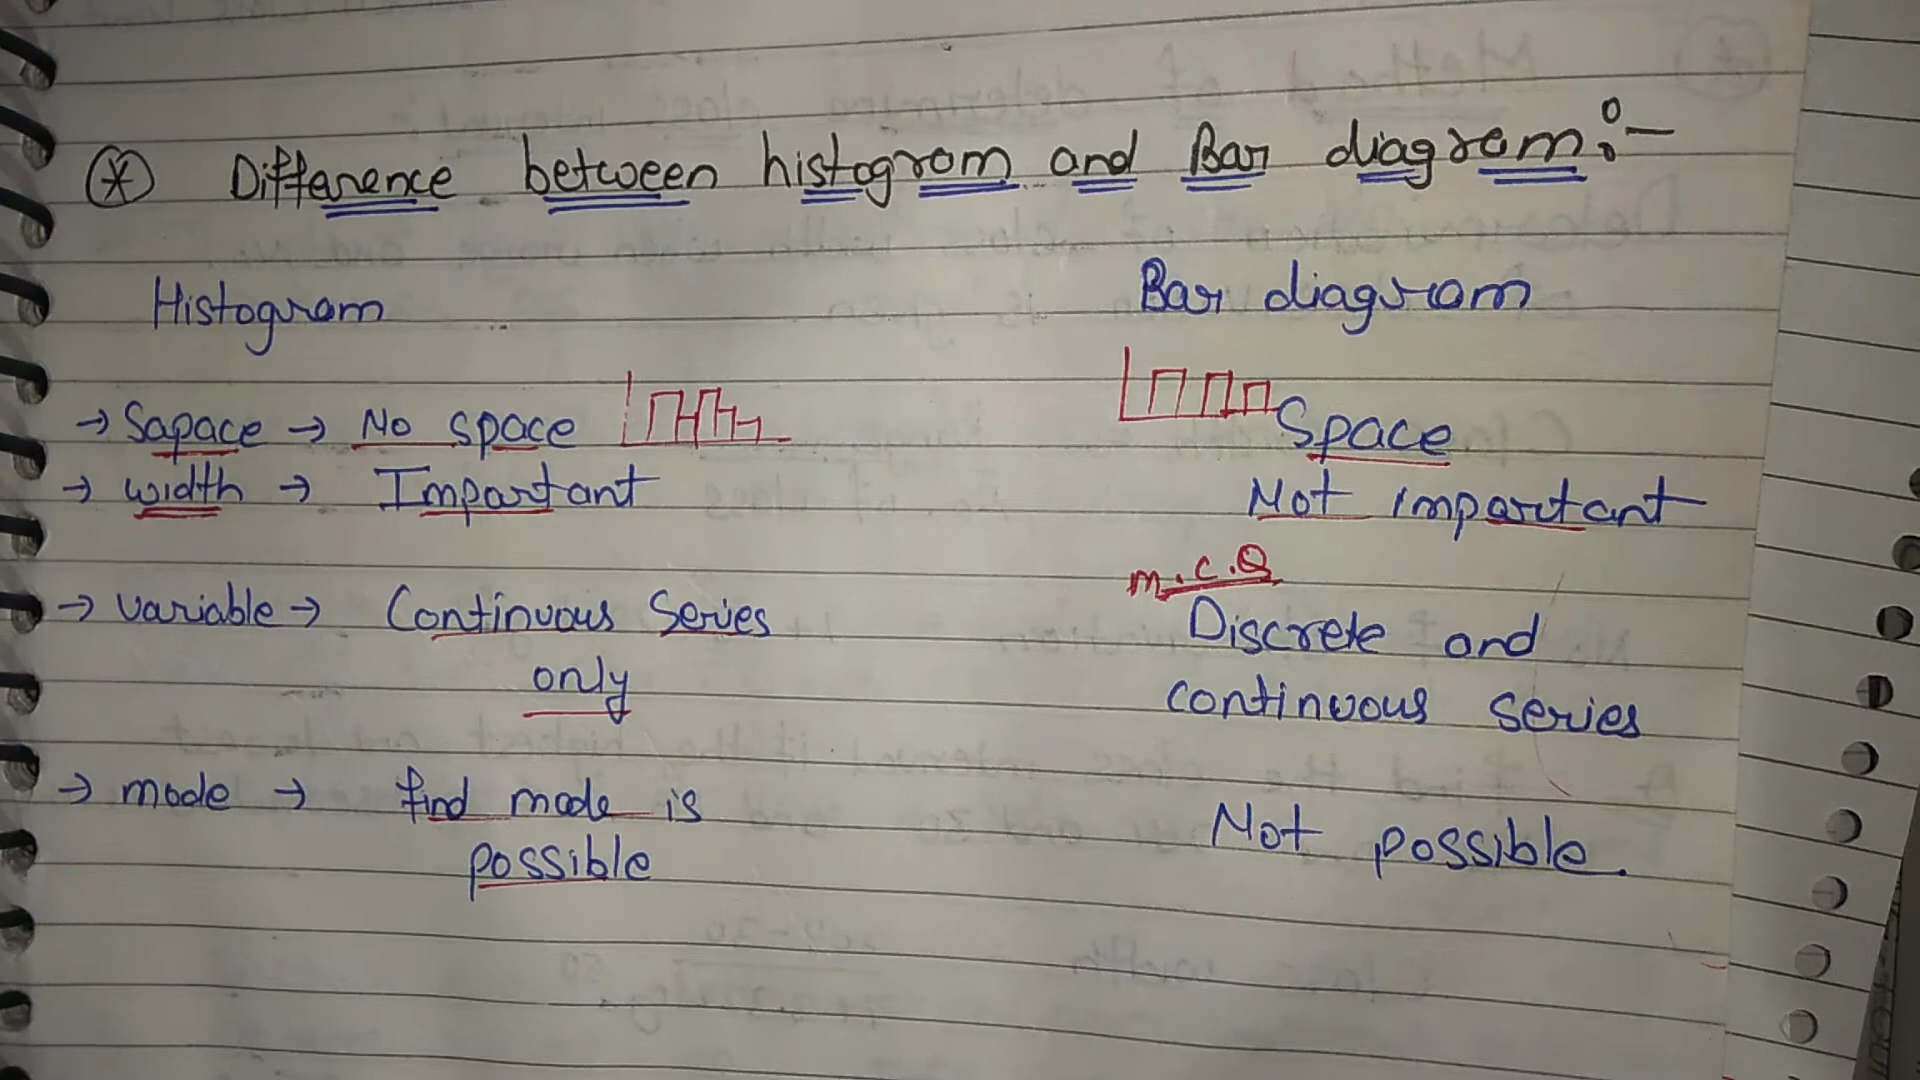 * Difference between histogram and Bar diagram:-
Histogram Bar diagram
→ Sapace → No space Space
→ width → Important Not important
m.c.Q
→ variable → Continuous Series Discrete and
only continuous series
→ mode → find mode is Not possible.
possible